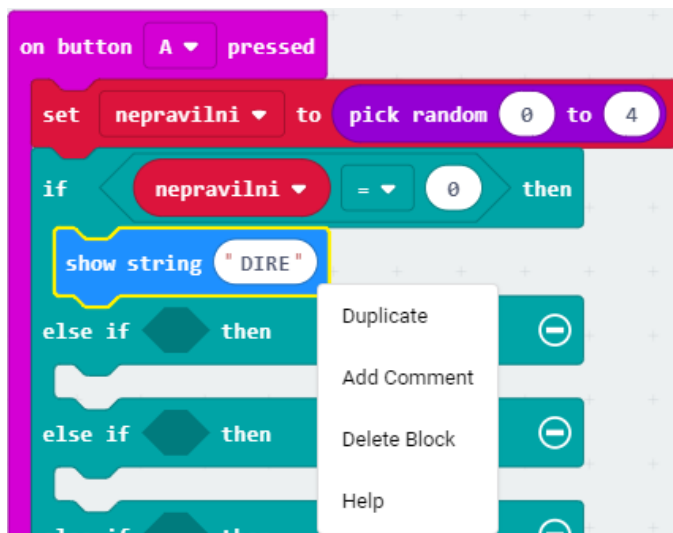 on button A pressed
set nepravilni to pick random 0 to 4
if nepravilni = 0 then
show string "DIRE"
Duplicate
else if then
Add Comment
else if then
Delete Block
Help